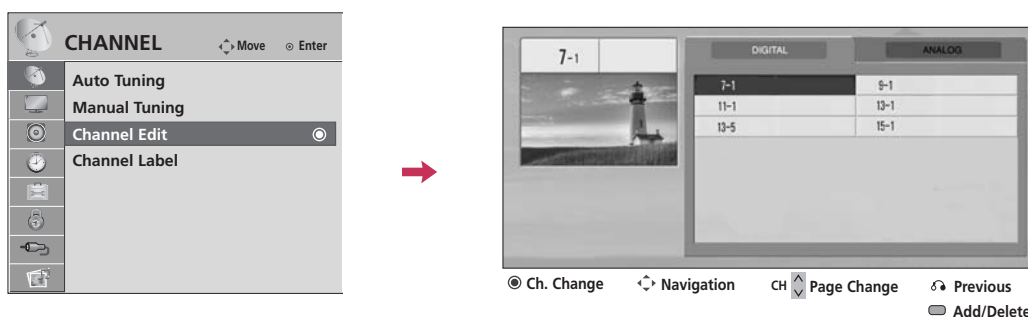 CHANNEL Move Enter
Auto Tuning
Manual Tuning
Channel Edit
Channel Label
7-1
DIGITAL ANALOG
7-1 9-1
11-1 13-1
13-5 15-1
Ch. Change Navigation CH Page Change Previous
Add/Delete